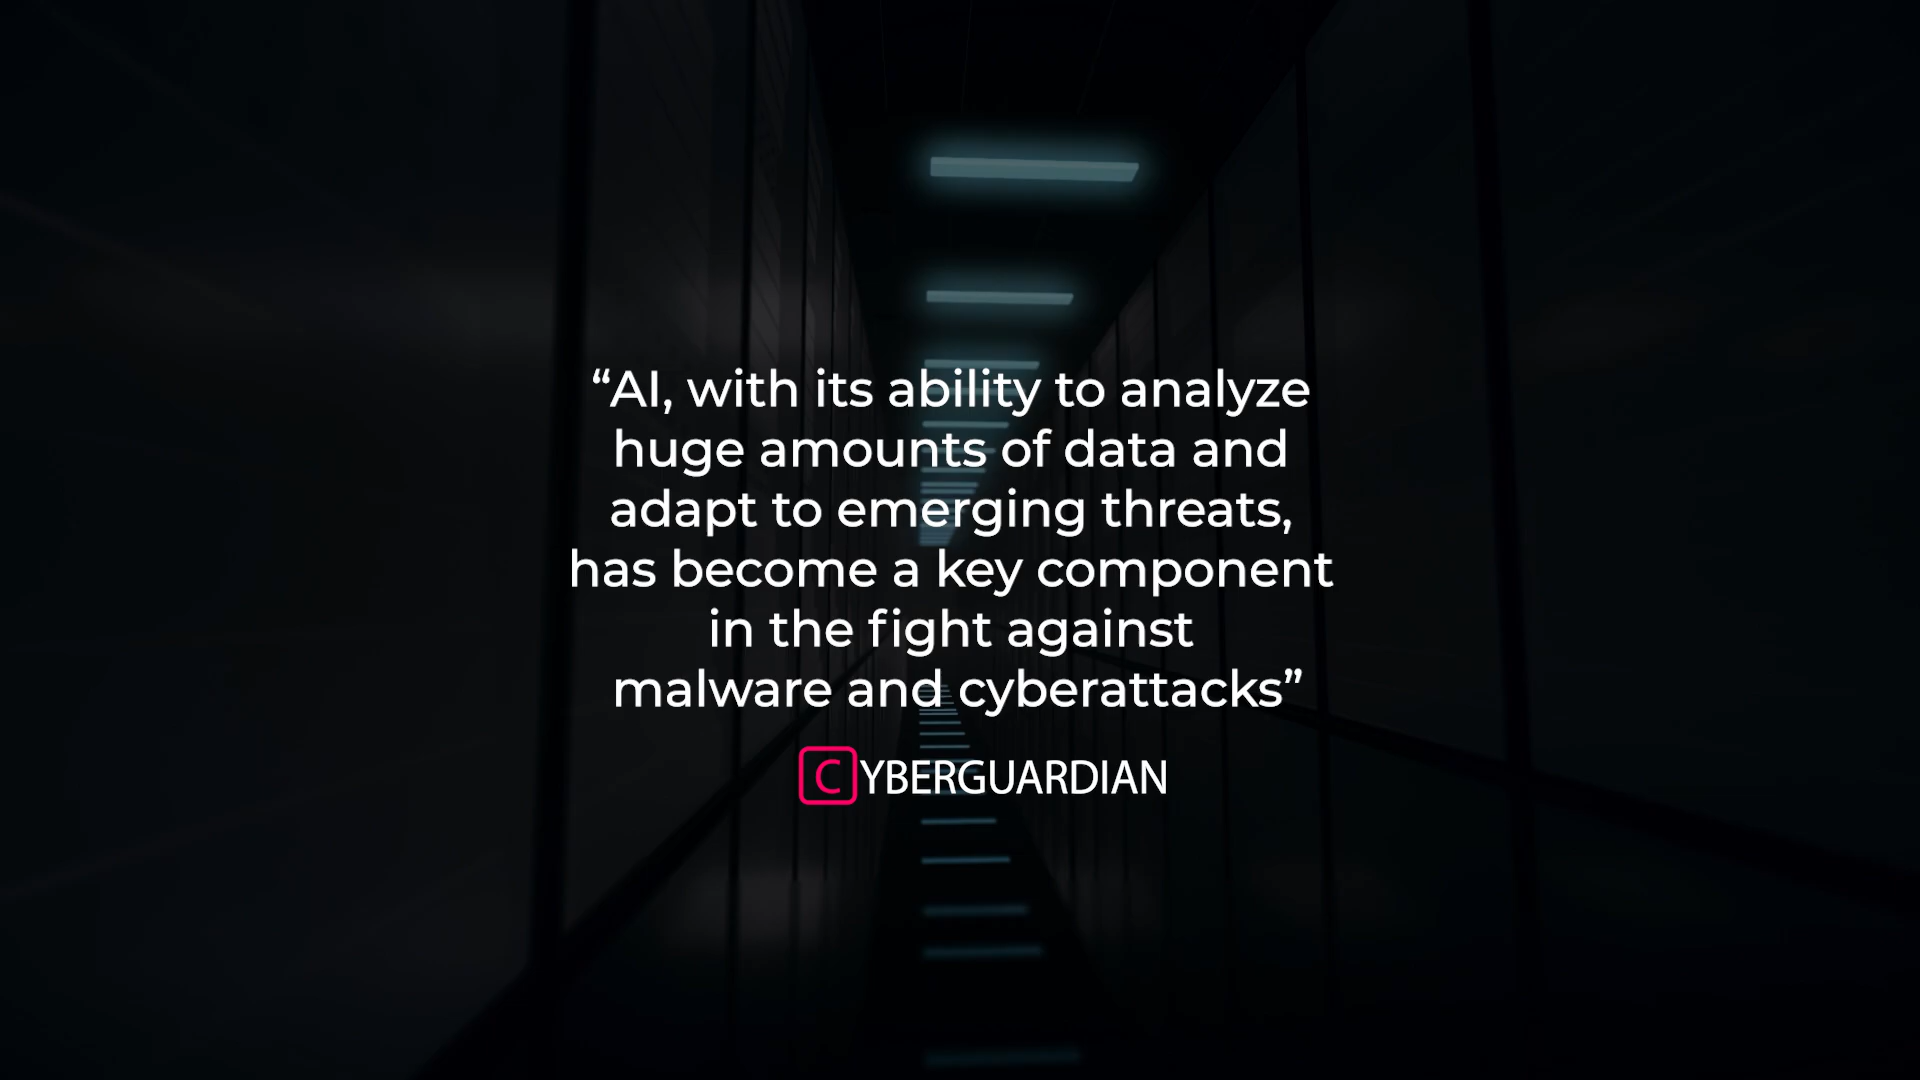 “AI, with its ability to analyze
huge amounts of data and
adapt to emerging threats,
has become a key component
in the fight against
malware and cyberattacks”
CYBERGUARDIAN